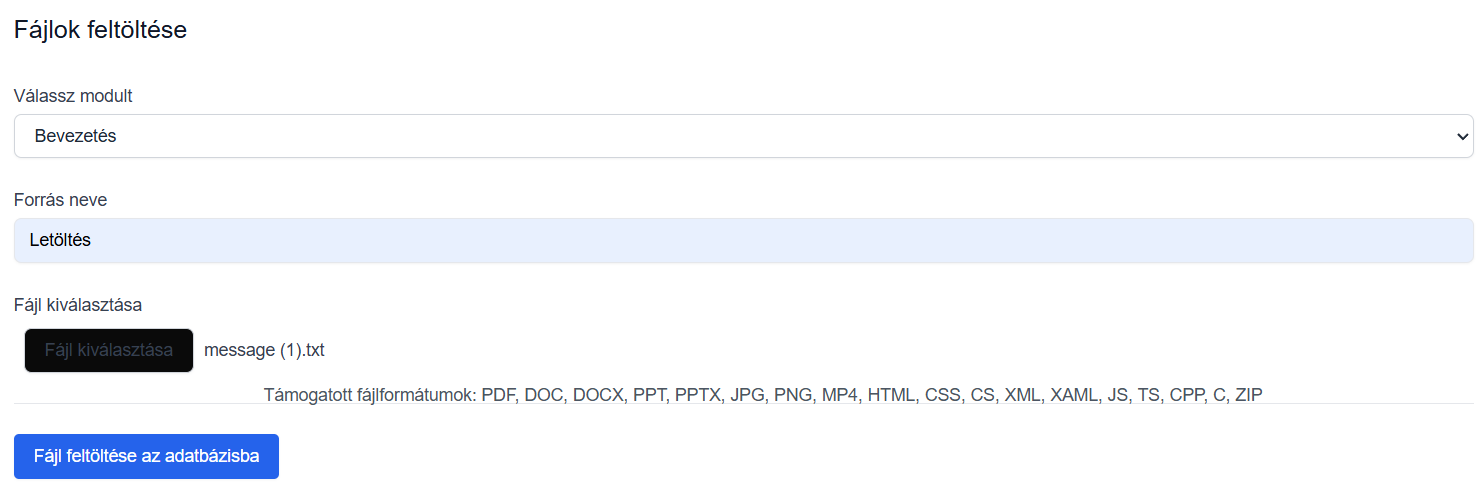 Fájlok feltöltése
Válassz modult
Bevezetés
Forrás neve
Letöltés
Fájl kiválasztása
Fájl kiválasztása message (1).txt
Támogatott fájlformátumok: PDF, DOC, DOCX, PPT, PPTX, JPG, PNG, MP4, HTML, CSS, CS, XML, XAML, JS, TS, CPP, C, ZIP
Fájl feltöltése az adatbázisba